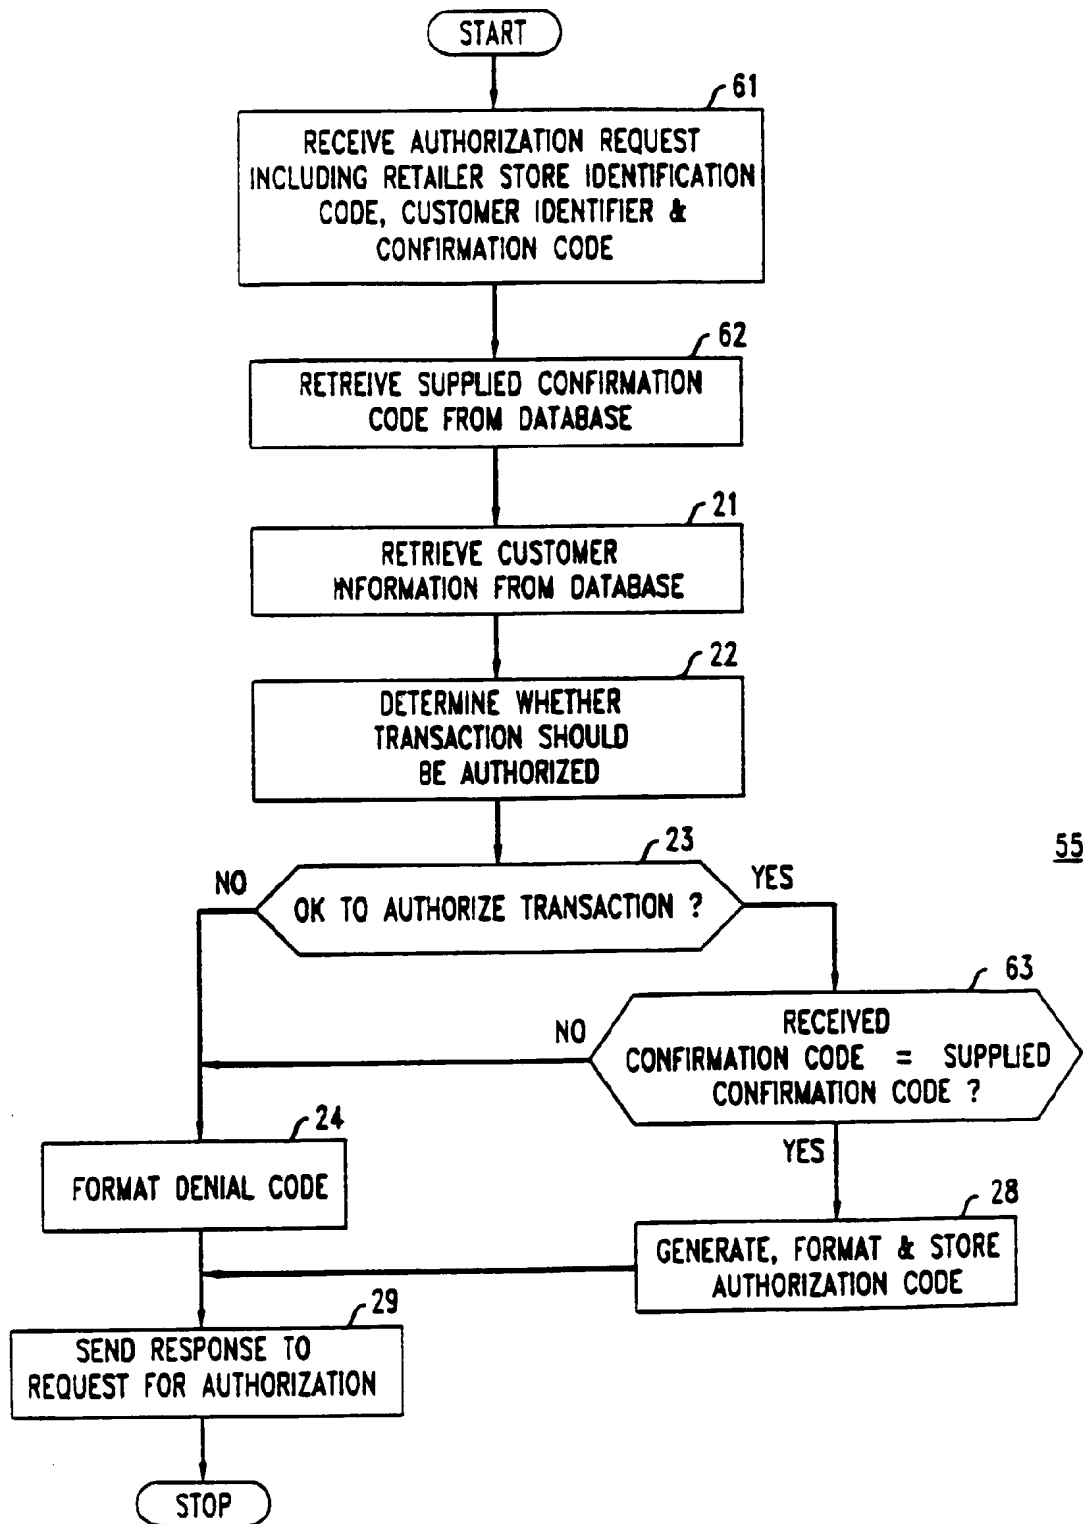 START
61
RECEIVE AUTHORIZATION REQUEST
INCLUDING RETAILER STORE IDENTIFICATION
CODE, CUSTOMER IDENTIFIER &
CONFIRMATION CODE
62
RETREIVE SUPPLIED CONFIRMATION
CODE FROM DATABASE
21
RETRIEVE CUSTOMER
INFORMATION FROM DATABASE
22
DETERMINE WHETHER
TRANSACTION SHOULD
BE AUTHORIZED
23
55
NO
YES
OK TO AUTHORIZE TRANSACTION ?
63
NO
RECEIVED
CONFIRMATION CODE = SUPPLIED
CONFIRMATION CODE ?
24
YES
FORMAT DENIAL CODE
28
GENERATE, FORMAT & STORE
AUTHORIZATION CODE
29
SEND RESPONSE TO
REQUEST FOR AUTHORIZATION
STOP